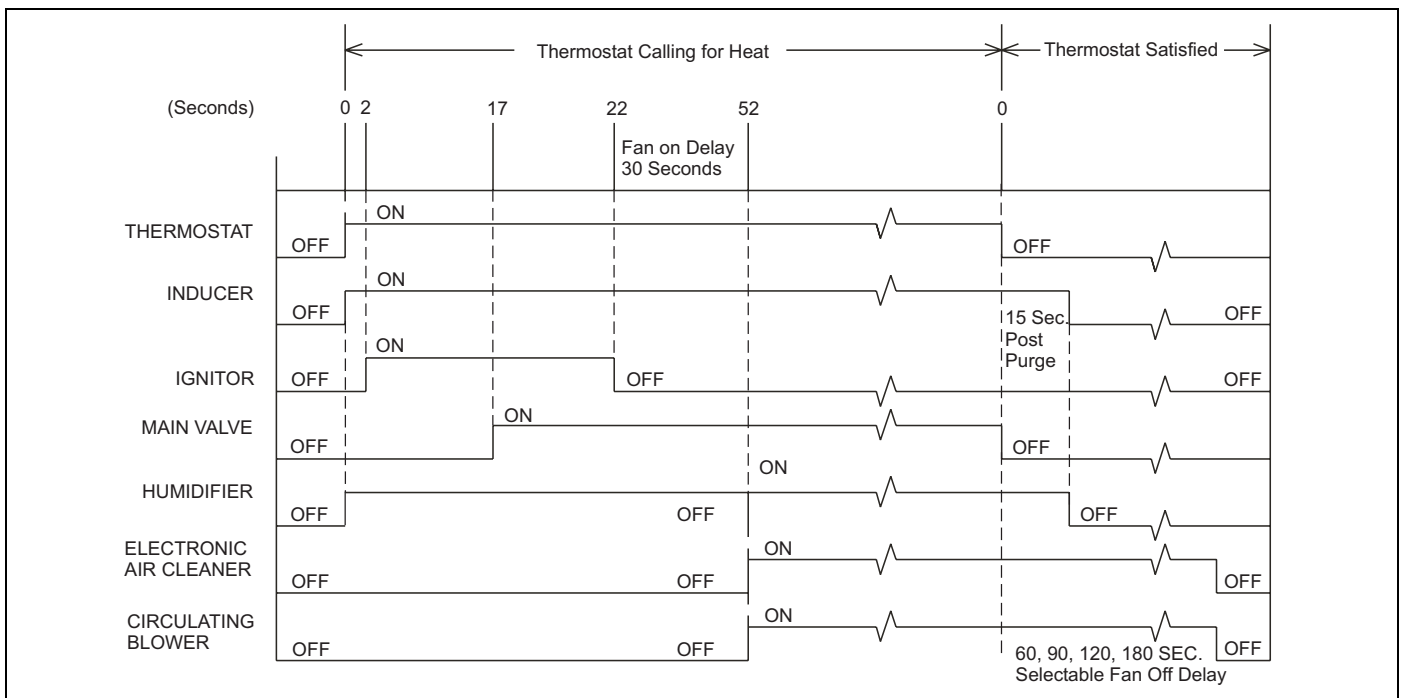 Thermostat Calling for Heat Thermostat Satisfied
(Seconds) 0 2 17 22 52 0
Fan on Delay
30 Seconds
THERMOSTAT OFF ON OFF
INDUCER OFF ON OFF
15 Sec.
Post
Purge
IGNITOR OFF ON OFF OFF
MAIN VALVE OFF ON OFF
HUMIDIFIER OFF OFF ON OFF
ELECTRONIC
AIR CLEANER OFF OFF ON OFF
CIRCULATING
BLOWER OFF OFF ON OFF
60, 90, 120, 180 SEC.
Selectable Fan Off Delay